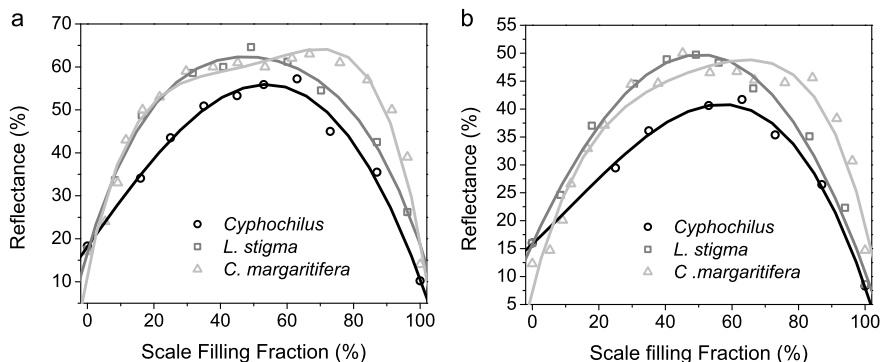 a
Reflectance (%)
70
60
50
40
30
20
10
0 20 40 60 80 100
Scale Filling Fraction (%)
Cyphochilus
L. stigma
C. margaritifera
b
Reflectance (%)
55
50
45
40
35
30
25
20
15
10
5
0 20 40 60 80 100
Scale filling Fraction (%)
Cyphochilus
L. stigma
C .margaritifera